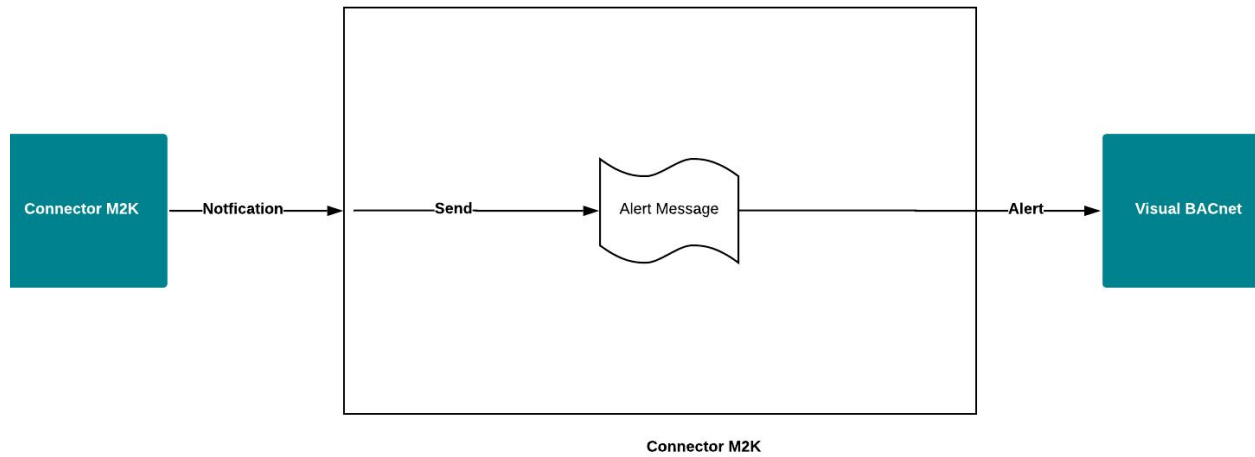 Connector M2K
Notfication
Send
Alert Message
Alert
Visual BACnet
Connector M2K